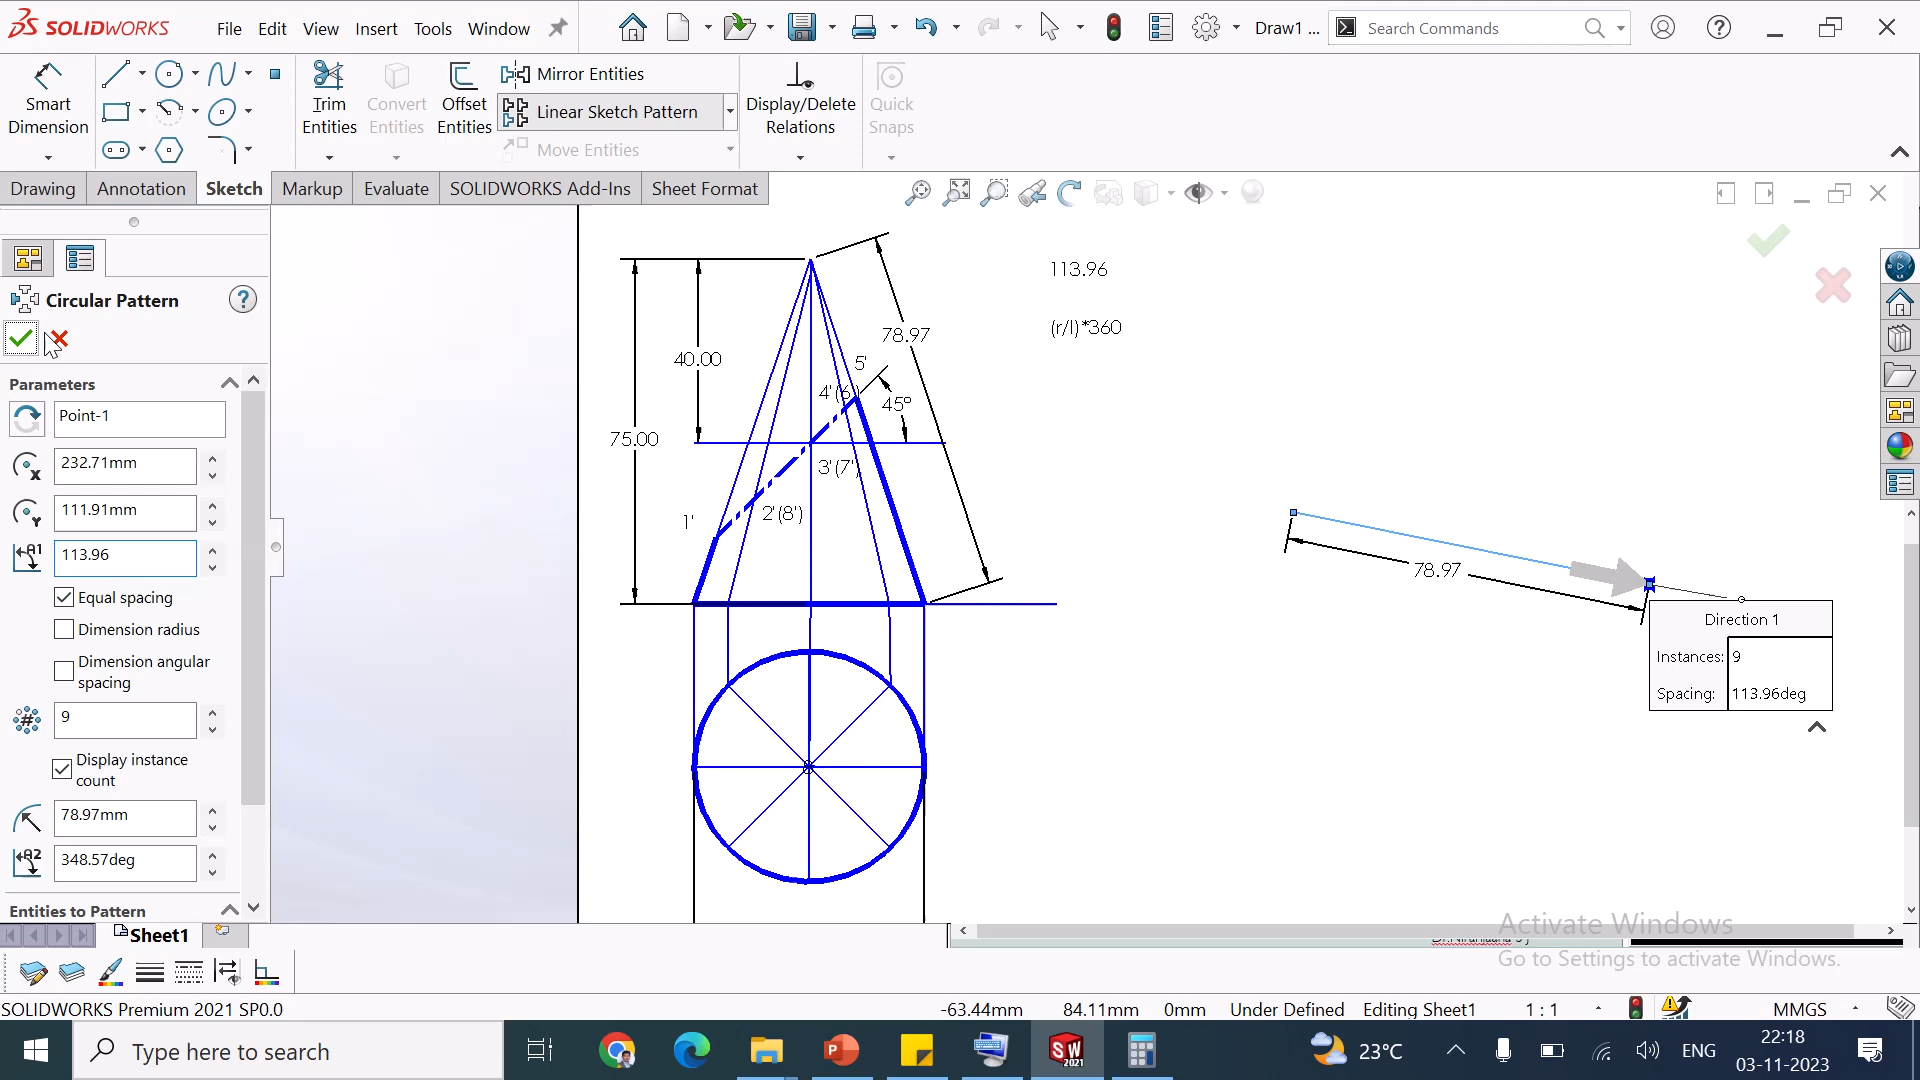 SOLIDWORKS File Edit View Insert Tools Window Draw1 ... Search Commands
Smart Dimension
Trim Entities
Convert Entities
Offset Entities
Mirror Entities
Linear Sketch Pattern
Move Entities
Display/Delete Relations
Quick Snaps
Drawing Annotation Sketch Markup Evaluate SOLIDWORKS Add-Ins Sheet Format
Circular Pattern
Parameters
Point-1
232.71mm
111.91mm
113.96
Equal spacing
Dimension radius
Dimension angular spacing
9
Display instance count
78.97mm
348.57deg
Entities to Pattern
113.96
(r/l)*360
78.97
40.00
5'
4'(6')
45°
75.00
3'(7')
1'
2'(8')
78.97
Direction 1
Instances: 9
Spacing: 113.96deg
Sheet1
Activate Windows
Go to Settings to activate Windows.
SOLIDWORKS Premium 2021 SP0.0 -63.44mm 84.11mm 0mm Under Defined Editing Sheet1 1 : 1 MMGS
Type here to search
SW
2021
23°C
ENG
22:18
03-11-2023